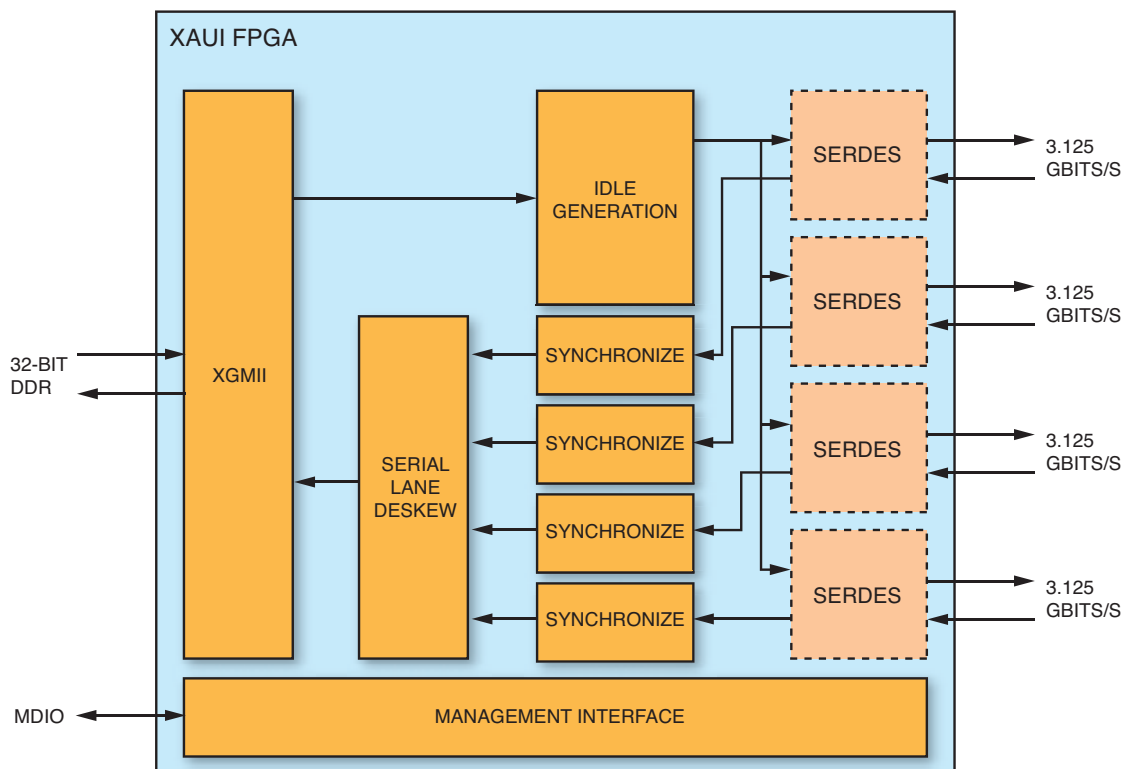 XAUI FPGA
XGMII
IDLE
GENERATION
SERDES
3.125
GBITS/S
SERDES
3.125
GBITS/S
32-BIT
DDR
SYNCHRONIZE
SYNCHRONIZE
SERIAL
LANE
DESKEW
SERDES
3.125
GBITS/S
SYNCHRONIZE
SYNCHRONIZE
SERDES
3.125
GBITS/S
MDIO
MANAGEMENT INTERFACE